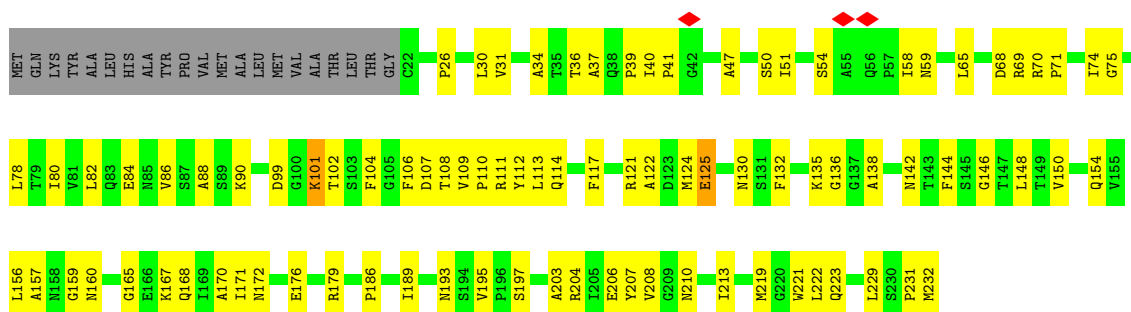 MET GLN LYS TYR ALA LEU HIS ALA TYR PRO VAL MET ALA LEU MET VAL ALA THR LEU THR GLY C22 P26 L30 V31 A34 T35 T36 A37 Q38 P39 I40 P41 G42 A47 S50 I51 S54 A55 Q56 P57 I58 N59 L65 D68 R69 R70 P71 I74 G75
L78 T79 I80 V81 L82 Q83 E84 N85 V86 S87 A88 S89 K90 D99 G100 K101 T102 S103 F104 G105 F106 D107 T108 V109 P110 R111 Y112 L113 Q114 F117 R121 A122 D123 M124 E125 N130 S131 F132 K135 G136 G137 A138 N142 T143 F144 S145 G146 T147 L148 T149 V150 Q154 V155
L156 A157 N158 G159 N160 G165 E166 K167 Q168 I169 A170 I171 N172 E176 R179 P186 I189 N193 S194 V195 P196 S197 A203 R204 I205 E206 Y207 V208 G209 N210 I213 M219 G220 W221 L222 Q223 L229 S230 P231 M232